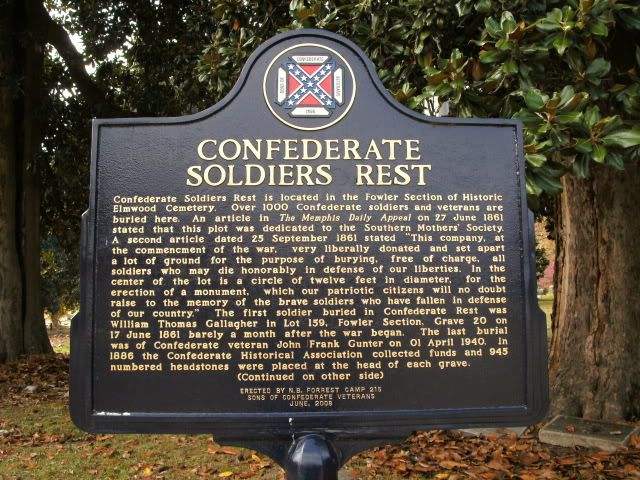 CONFEDERATE
SONS OF
VETERANS
1896
CONFEDERATE
SOLDIERS REST
Confederate Soldiers Rest is located in the Fowler Section of Historic
Elmwood Cemetery. Over 1000 Confederate soldiers and veterans are
buried here. An article in The Memphis Daily Appeal on 27 June 1861
stated that this plot was dedicated to the Southern Mothers' Society.
A second article dated 25 September 1861 stated "This company, at
the commencment of the war, very liberally donated and set apart
a lot of ground for the purpose of burying, free of charge, all
soldiers who may die honorably in defense of our liberties. In the
center of the lot is a circle of twelve feet in diameter, for the
erection of a monument, which our patriotic citizens will no doubt
raise to the memory of the brave soldiers who have fallen in defense
of our country." The first soldier buried in Confederate Rest was
William Thomas Gallagher in Lot 159, Fowler Section, Grave 20 on
17 June 1861 barely a month after the war began. The last burial
was of Confederate veteran John Frank Gunter on 01 April 1940. In
1886 the Confederate Historical Association collected funds and 945
numbered headstones were placed at the head of each grave.
(Continued on other side)
ERECTED BY N.B. FORREST CAMP 215
SONS OF CONFEDERATE VETERANS
JUNE, 2008